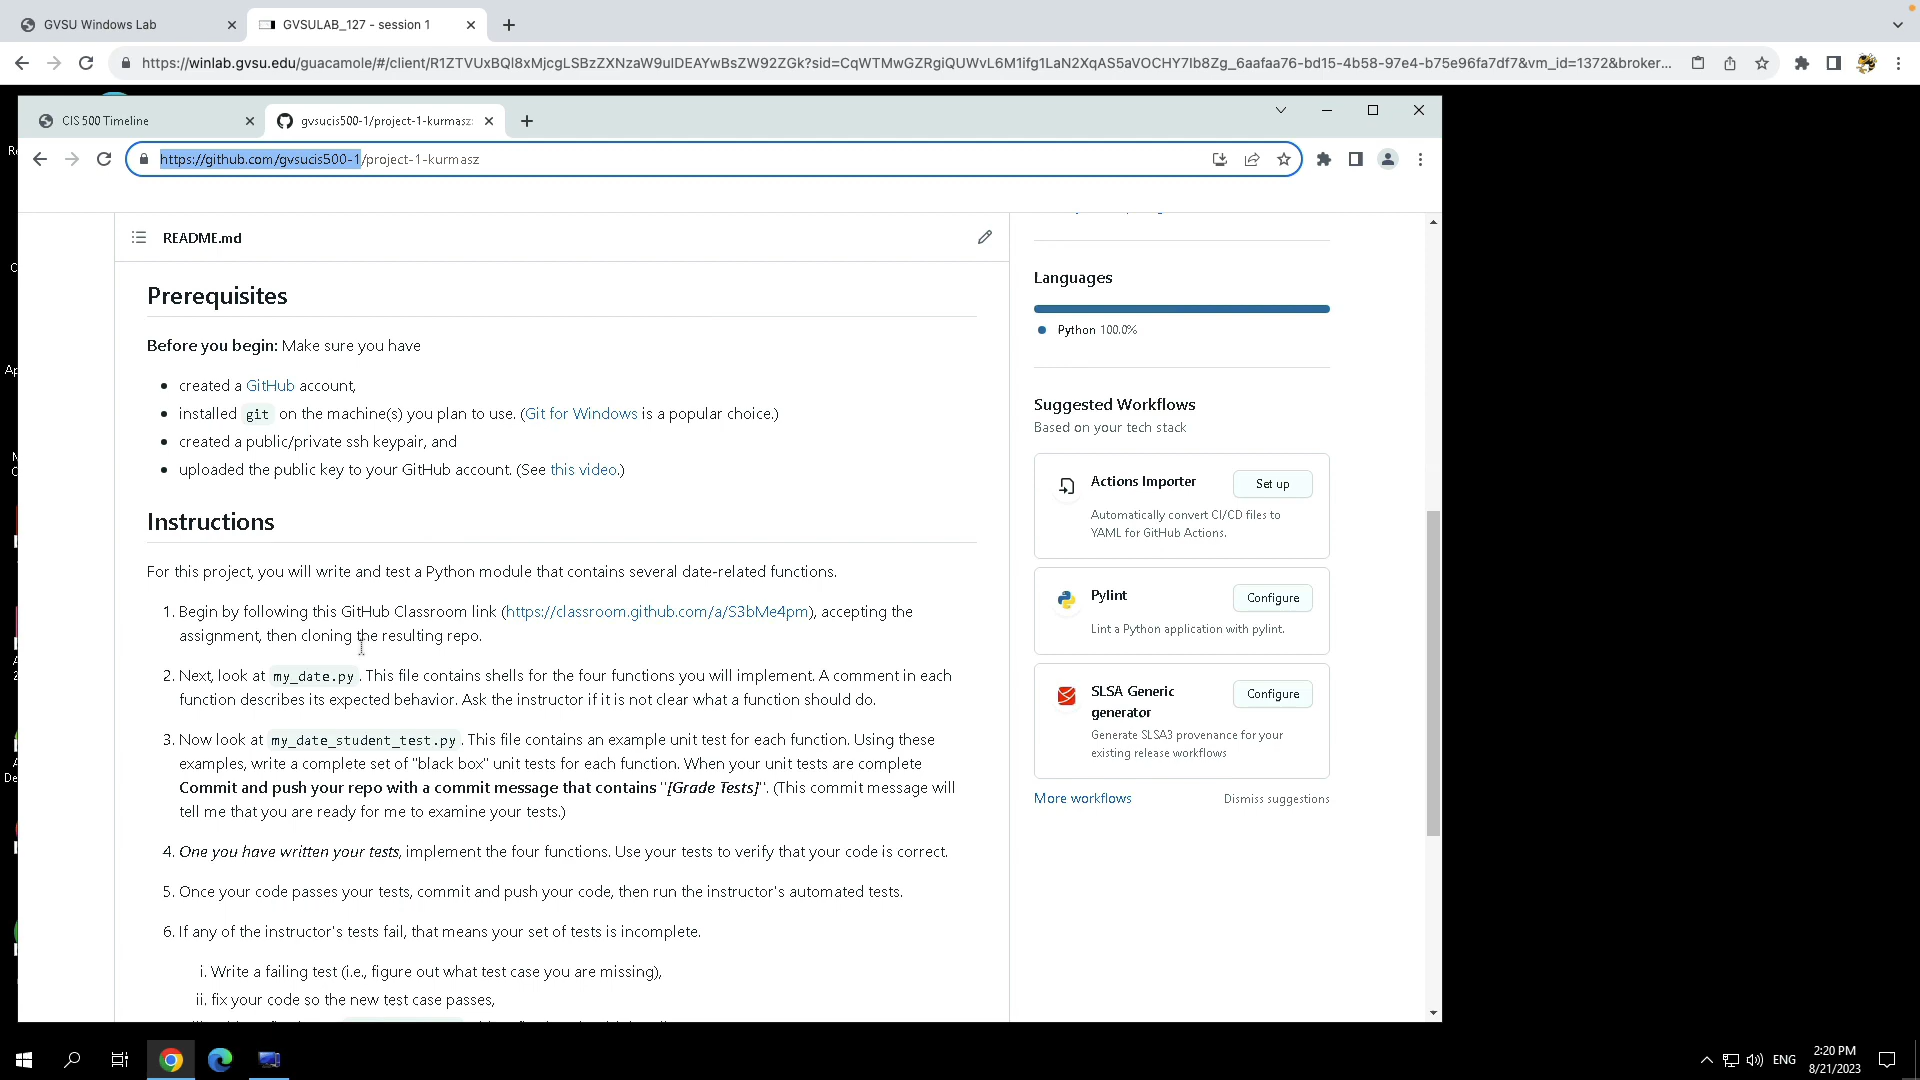 GVSU Windows Lab
GVSULAB_127 - session 1
https://winlab.gvsu.edu/guacamole/#/client/R1ZTVUxBQl8xMjcgLSBzZXNzaW9uIDEAYwBsZW92ZGk?sid=CqWTMwGZRgiQUWvL6M1ifg1LaN2XqAS5aVOCHY7Ib8Zg_6aafaa76-bd15-4b58-97e4-b75e96fa7df7&vm_id=1372&broker...
CIS 500 Timeline
gvsucis500-1/project-1-kurmasz
https://github.com/gvsucis500-1/project-1-kurmasz
README.md
Prerequisites
Before you begin: Make sure you have
• created a GitHub account,
• installed git on the machine(s) you plan to use. (Git for Windows is a popular choice.)
• created a public/private ssh keypair, and
• uploaded the public key to your GitHub account. (See this video.)
Instructions
For this project, you will write and test a Python module that contains several date-related functions.
1. Begin by following this GitHub Classroom link (https://classroom.github.com/a/S3bMe4pm), accepting the
assignment, then cloning the resulting repo.
2. Next, look at my_date.py. This file contains shells for the four functions you will implement. A comment in each
function describes its expected behavior. Ask the instructor if it is not clear what a function should do.
3. Now look at my_date_student_test.py. This file contains an example unit test for each function. Using these
examples, write a complete set of "black box" unit tests for each function. When your unit tests are complete
Commit and push your repo with a commit message that contains "[Grade Tests]". (This commit message will
tell me that you are ready for me to examine your tests.)
4. One you have written your tests, implement the four functions. Use your tests to verify that your code is correct.
5. Once your code passes your tests, commit and push your code, then run the instructor's automated tests.
6. If any of the instructor's tests fail, that means your set of tests is incomplete.
i. Write a failing test (i.e., figure out what test case you are missing),
ii. fix your code so the new test case passes,
Languages
Python 100.0%
Suggested Workflows
Based on your tech stack
Actions Importer
Set up
Automatically convert CI/CD files to
YAML for GitHub Actions.
Pylint
Configure
Lint a Python application with pylint.
SLSA Generic
generator
Configure
Generate SLSA3 provenance for your
existing release workflows
More workflows
Dismiss suggestions
ENG
2:20 PM
8/21/2023